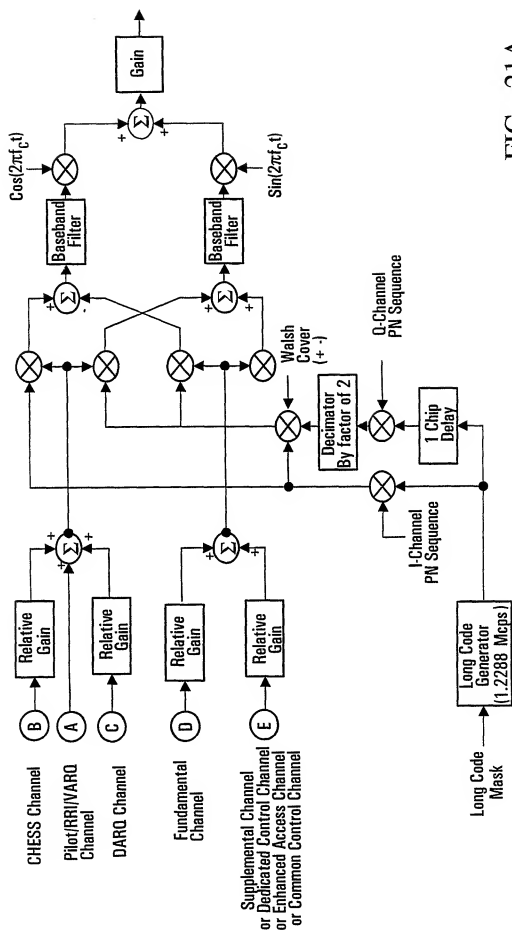 CHESS Channel
B
Relative
Gain
Pilot/RRI/VARQ
Channel
A
DARQ Channel
C
Relative
Gain
+
+
+
Σ
Fundamental
Channel
D
Relative
Gain
Supplemental Channel
or Dedicated Control Channel
or Enhanced Access Channel
or Common Control Channel
E
Relative
Gain
+
+
Σ
Long Code
Mask
Long Code
Generator
(1.2288 Mcps)
I-Channel
PN Sequence
1 Chip
Delay
Q-Channel
PN Sequence
Decimator
By factor of 2
Walsh
Cover
(+ -)
+
-
Σ
Baseband
Filter
Cos(2πfCt)
+
+
Σ
Baseband
Filter
Sin(2πfCt)
+
+
Σ
Gain
FIG. 21A